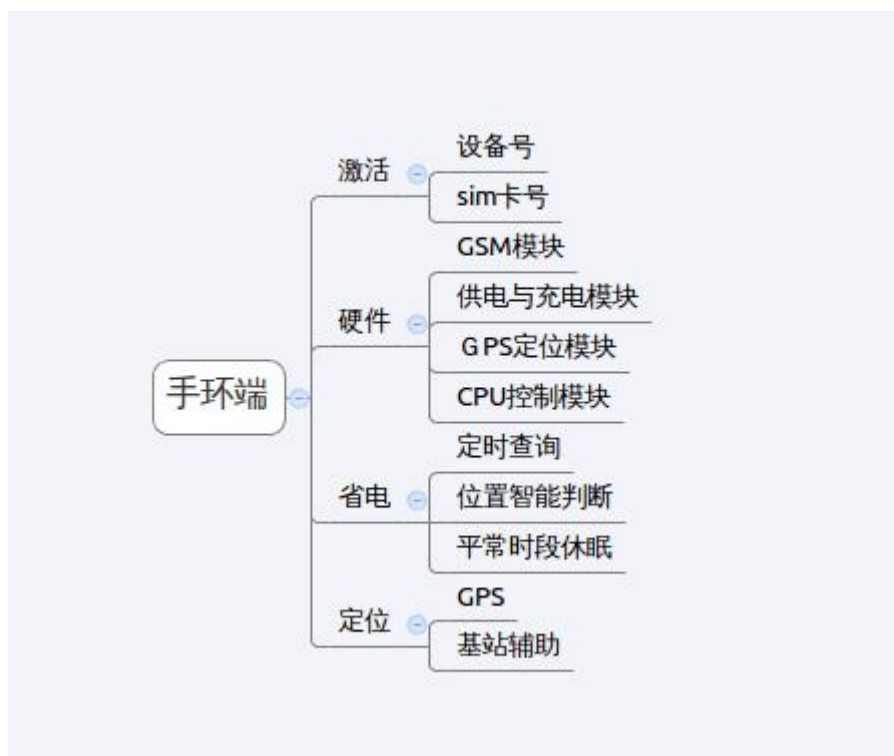 手环端
激活
设备号
sim卡号
硬件
GSM模块
供电与充电模块
GPS定位模块
CPU控制模块
省电
定时查询
位置智能判断
平常时段休眠
定位
GPS
基站辅助